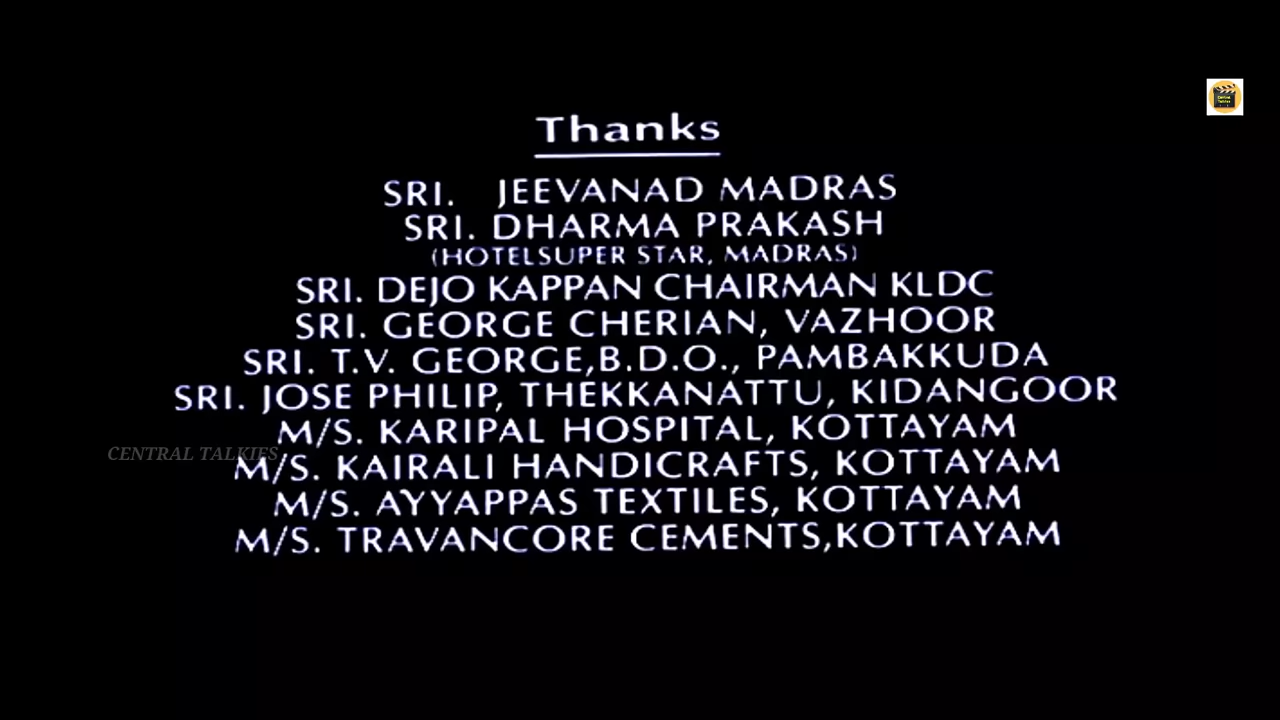 Thanks
SRI. JEEVANAD MADRAS
SRI. DHARMA PRAKASH
(HOTELSUPER STAR, MADRAS)
SRI. DEJO KAPPAN CHAIRMAN KLDC
SRI. GEORGE CHERIAN, VAZHOOR
SRI. T.V. GEORGE,B.D.O., PAMBAKKUDA
SRI. JOSE PHILIP, THEKKANATTU, KIDANGOOR
M/S. KARIPAL HOSPITAL, KOTTAYAM
CENTRAL TALKIES
M/S. KAIRALI HANDICRAFTS, KOTTAYAM
M/S. AYYAPPAS TEXTILES, KOTTAYAM
M/S. TRAVANCORE CEMENTS,KOTTAYAM